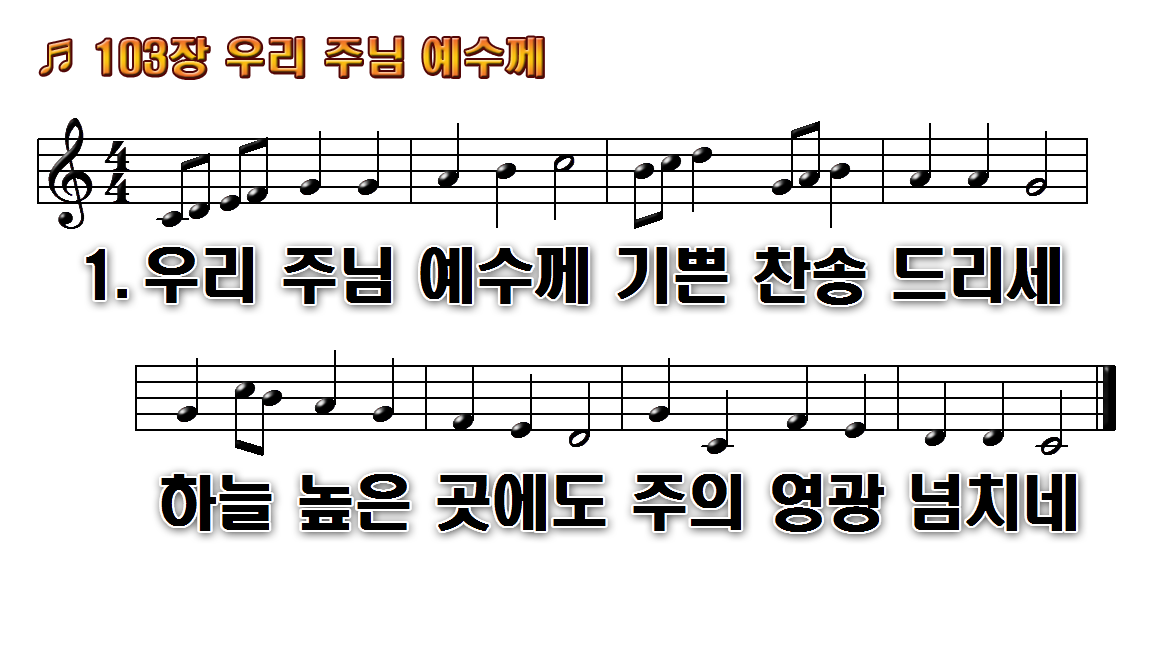 ♬ 103장 우리 주님 예수께
4
4
1. 우리 주님 예수께 기쁜 찬송 드리세
하늘 높은 곳에도 주의 영광 넘치네